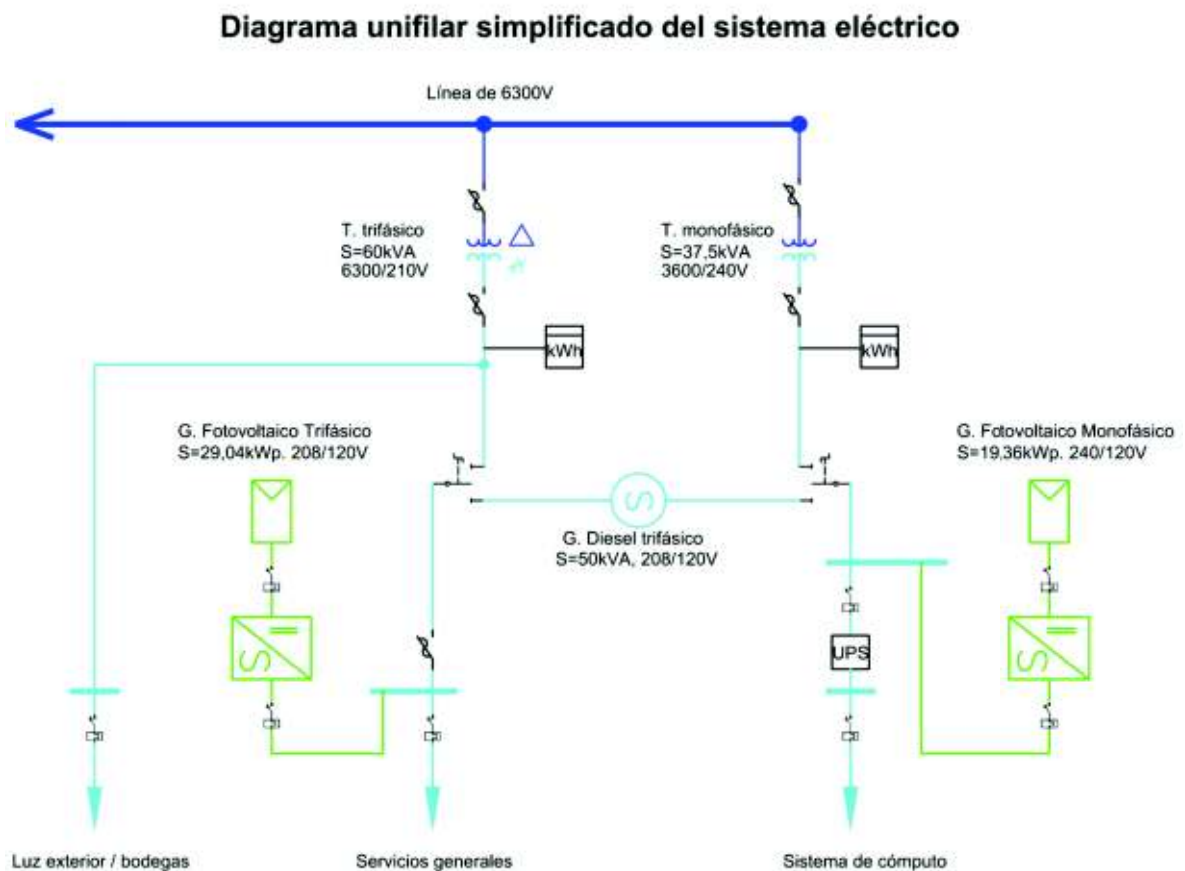 Diagrama unifilar simplificado del sistema eléctrico
Línea de 6300V
T. trifásico
S=60kVA
6300/210V
T. monofásico
S=37,5kVA
3600/240V
kWh
kWh
G. Fotovoltaico Trifásico
S=29,04kWp. 208/120V
G. Fotovoltaico Monofásico
S=19,36kWp. 240/120V
S
G. Diesel trifásico
S=50kVA, 208/120V
S
UPS
S
Luz exterior / bodegas
Servicios generales
Sistema de cómputo